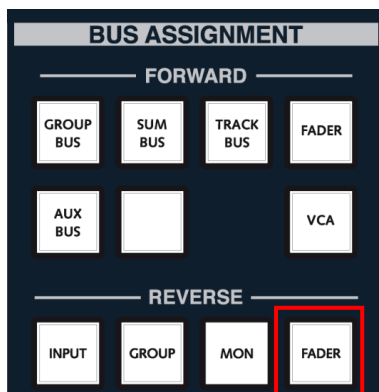 BUS ASSIGNMENT
FORWARD
GROUP BUS
SUM BUS
TRACK BUS
FADER
AUX BUS
VCA
REVERSE
INPUT
GROUP
MON
FADER